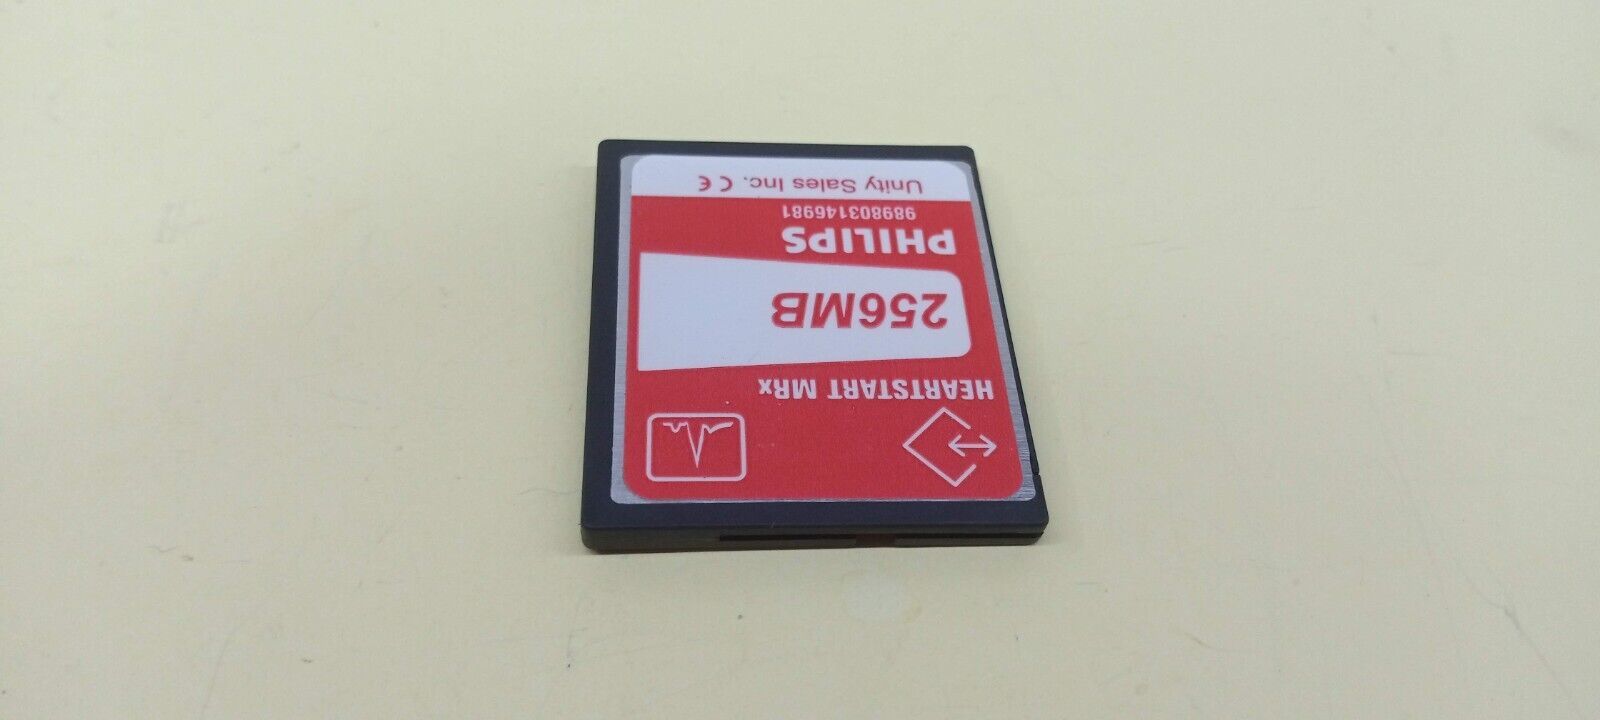 HEARTSTART MRx
256MB
PHILIPS
989803146981
Unity Sales Inc. CE